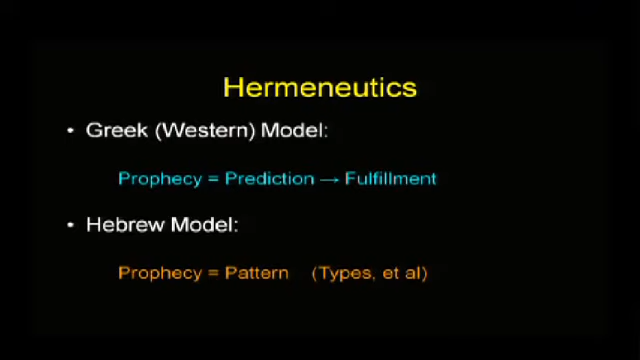 Hermeneutics
• Greek (Western) Model:
Prophecy = Prediction → Fulfillment
• Hebrew Model:
Prophecy = Pattern (Types, et al)